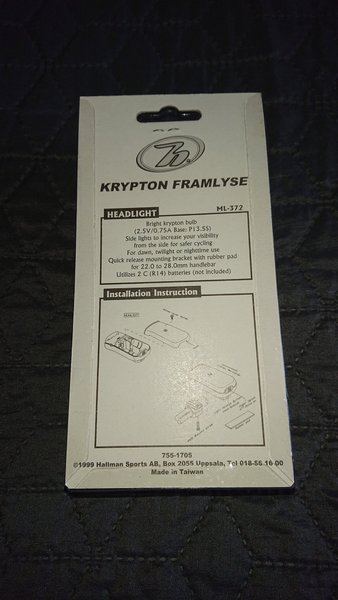 KRYPTON FRAMLYSE
HEADLIGHT ML-372
Bright krypton bulb
(2.5V/0.75A Base: P13.5S)
Side lights to increase your visibility
from the side for safer cycling
For dawn, twilight or nighttime use
Quick release mounting bracket with rubber pad
for 22.0 to 28.0mm handlebar
Utilizes 2 C (R14) batteries (not included)
Installation Instruction
755-1705
©1999 Hallman Sports AB, Box 2055 Uppsala, Tel 018-56 16 00
Made in Taiwan